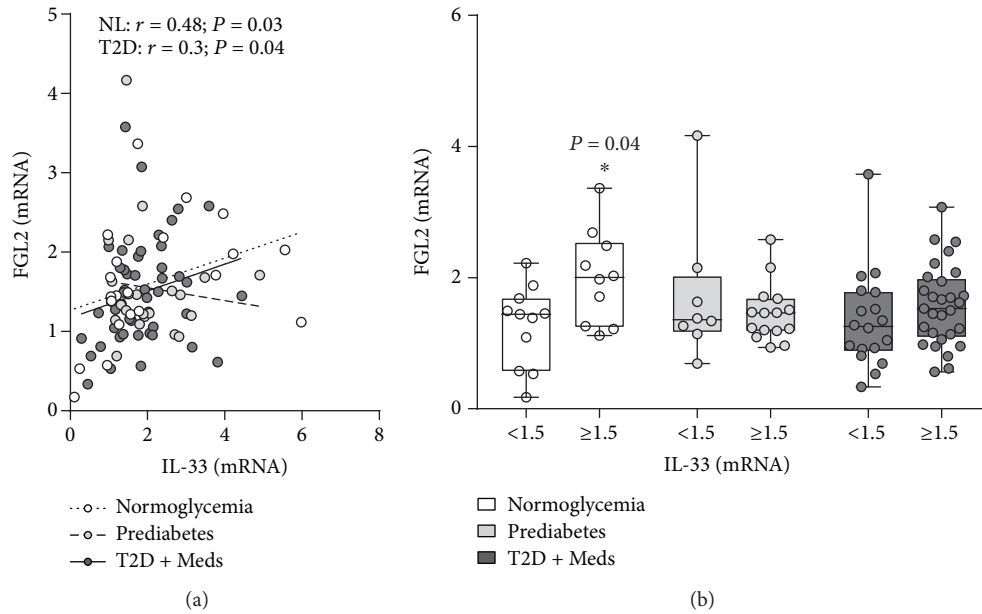 NL: r = 0.48; P = 0.03
T2D: r = 0.3; P = 0.04
5
4
3
2
1
0
FGL2 (mRNA)
0 2 4 6 8
IL-33 (mRNA)
Normoglycemia
Prediabetes
T2D + Meds
(a)
6
4
2
0
FGL2 (mRNA)
P = 0.04
*
<1.5 ≥1.5 <1.5 ≥1.5 <1.5 ≥1.5
IL-33 (mRNA)
Normoglycemia
Prediabetes
T2D + Meds
(b)